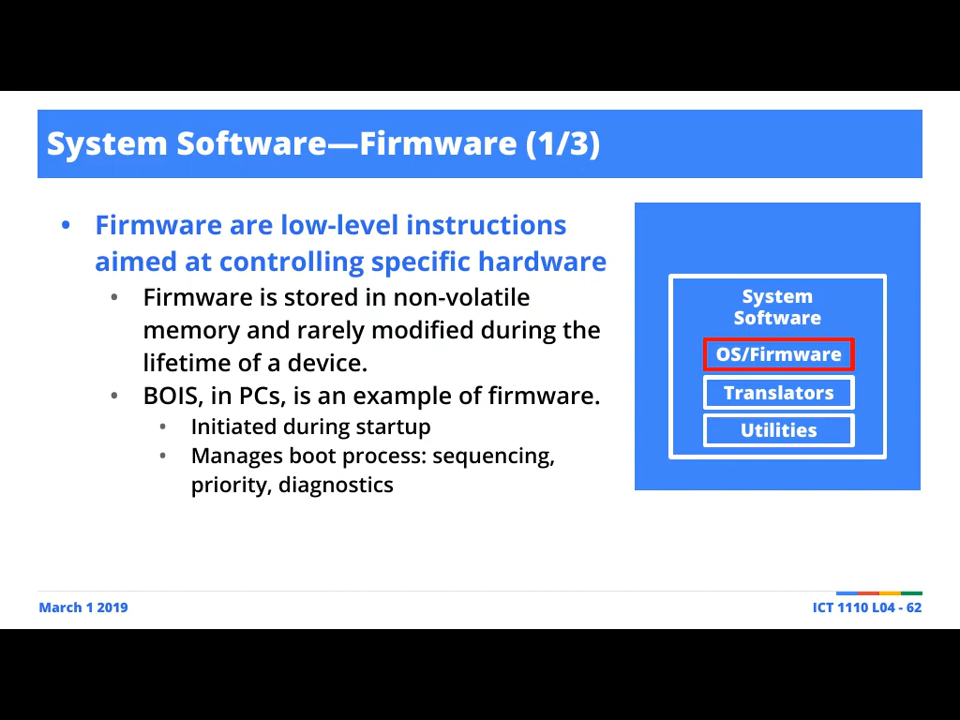 System Software—Firmware (1/3)
• Firmware are low-level instructions
aimed at controlling specific hardware
• Firmware is stored in non-volatile
memory and rarely modified during the
lifetime of a device.
• BOIS, in PCs, is an example of firmware.
• Initiated during startup
• Manages boot process: sequencing,
priority, diagnostics
System
Software
OS/Firmware
Translators
Utilities
March 1 2019
ICT 1110 L04 - 62